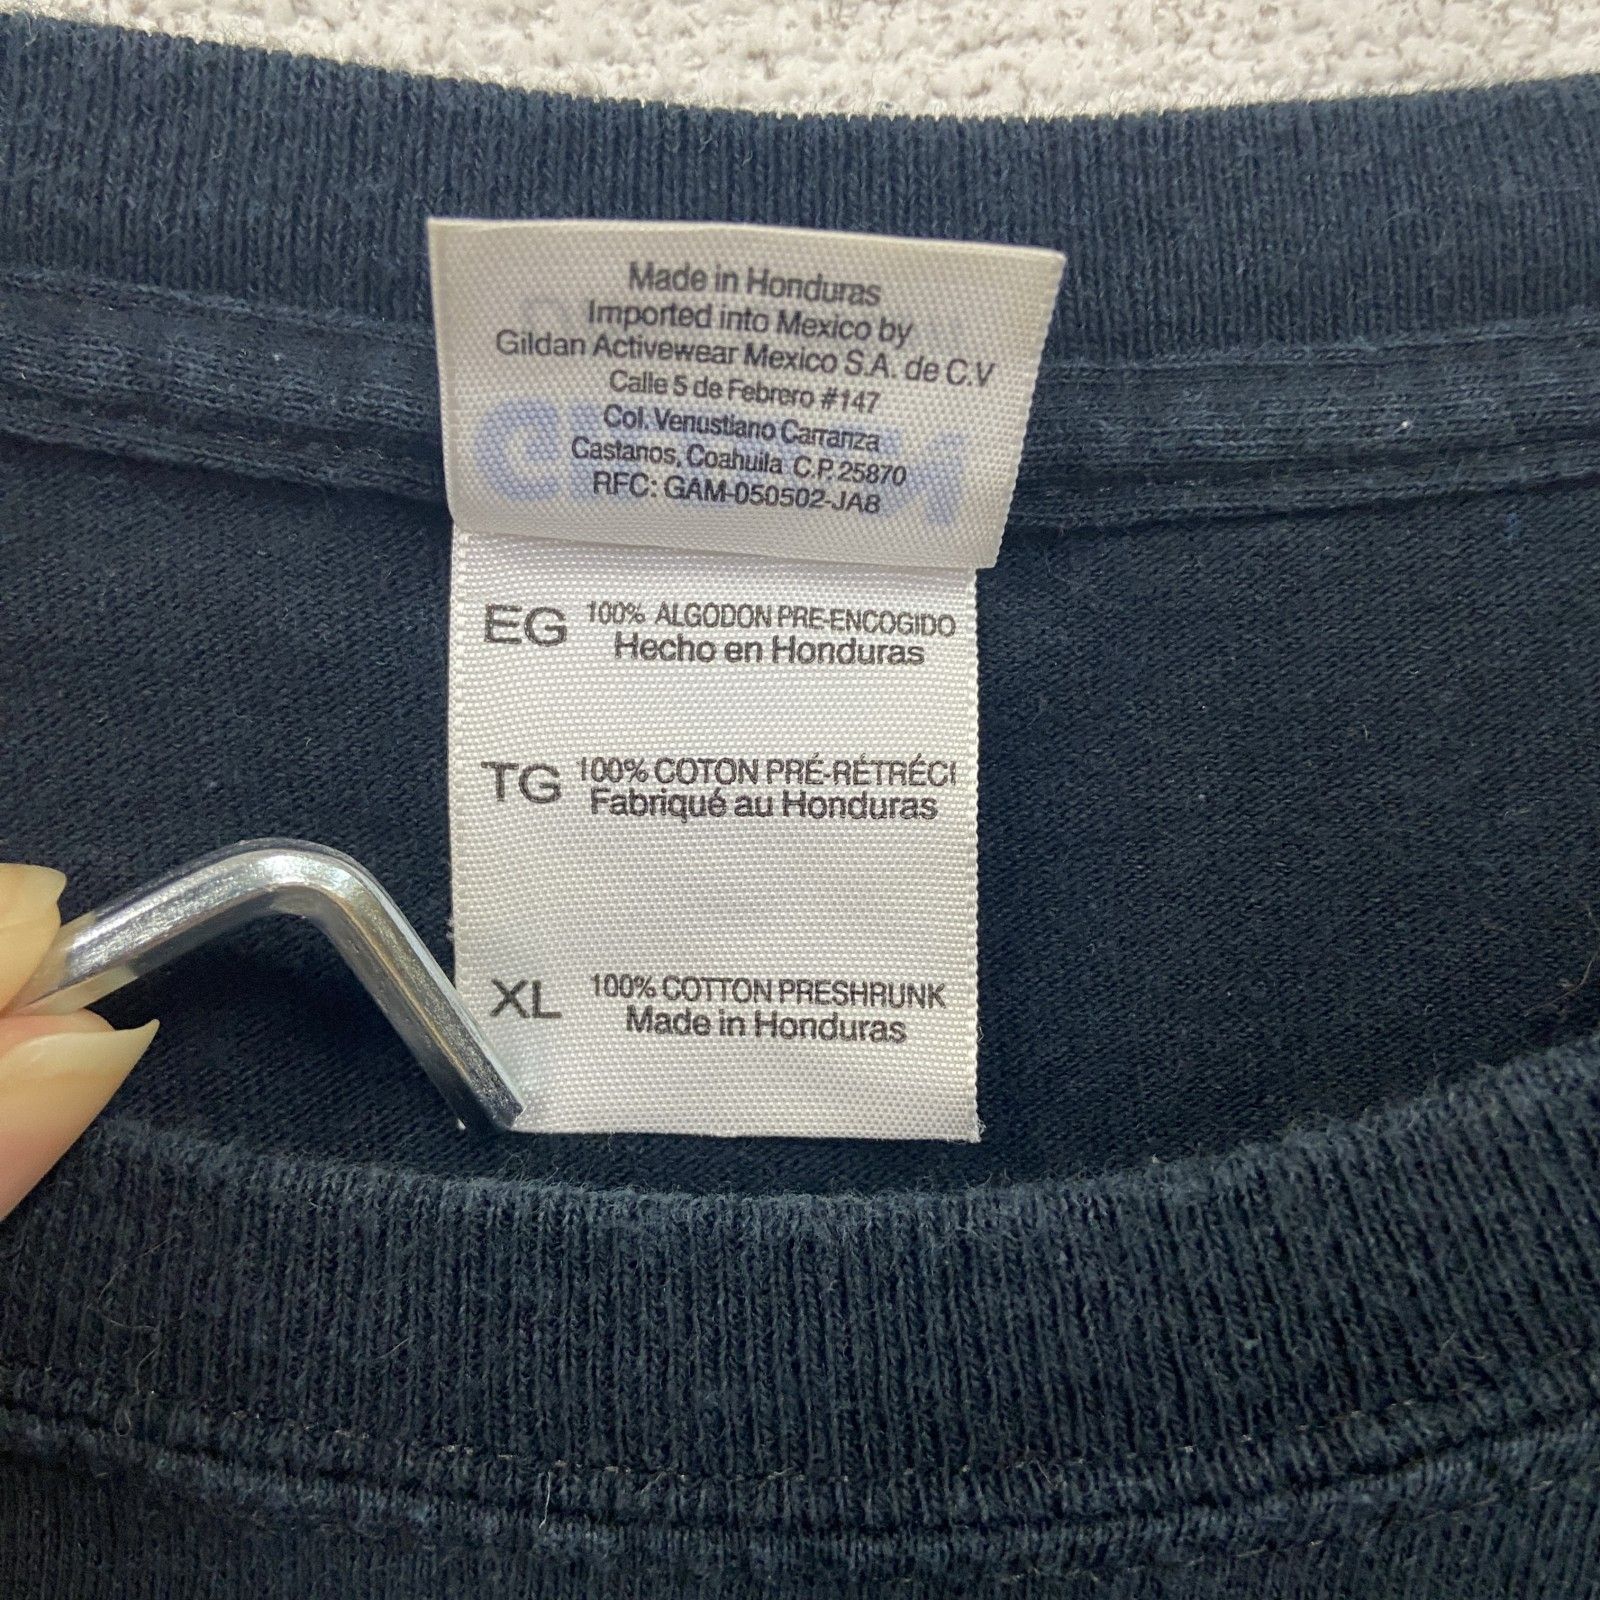 Made in Honduras
Imported into Mexico by
Gildan Activewear Mexico S.A. de C.V
Calle 5 de Febrero #147
Col. Venustiano Carranza
Castanos, Coahuila C.P. 25870
RFC: GAM-050502-JA8
EG 100% ALGODON PRE-ENCOGIDO
Hecho en Honduras
TG 100% COTON PRÉ-RÉTRÉCI
Fabriqué au Honduras
XL 100% COTTON PRESHRUNK
Made in Honduras